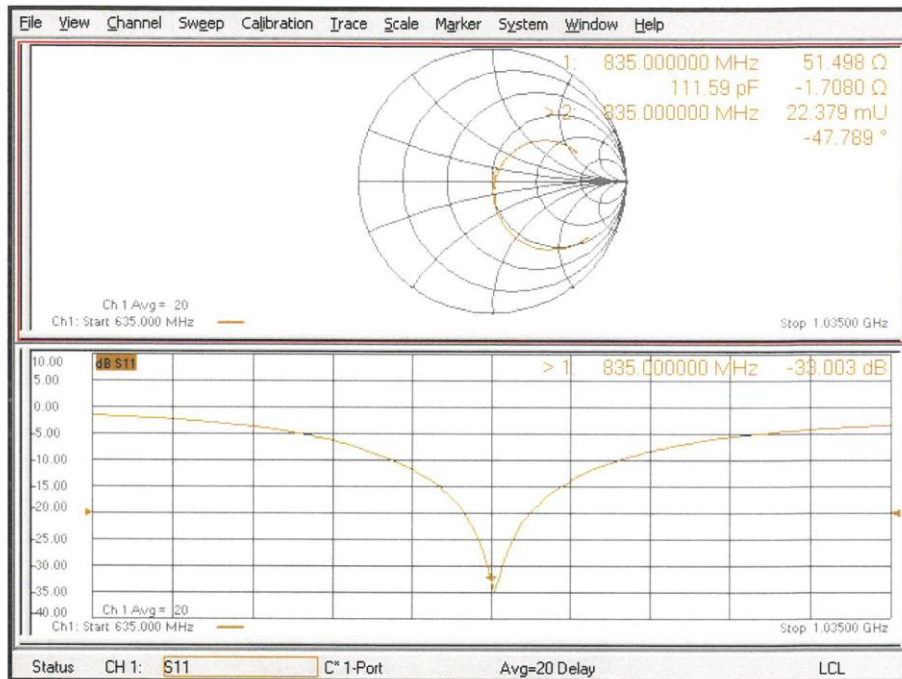 File View Channel Sweep Calibration Trace Scale Marker System Window Help
1: 835.000000 MHz 51.498 Ω
111.59 pF -1.7080 Ω
> 2: 835.000000 MHz 22.379 mU
-47.789 °
Ch 1 Avg = 20
Ch1: Start 635.000 MHz
Stop 1.03500 GHz
10.00
dB S11
> 1: 835.000000 MHz -33.003 dB
5.00
0.00
-5.00
-10.00
-15.00
-20.00
-25.00
-30.00
-35.00
-40.00
Ch 1 Avg = 20
Ch1: Start 635.000 MHz
Stop 1.03500 GHz
Status CH 1: S11 C* 1-Port Avg=20 Delay LCL